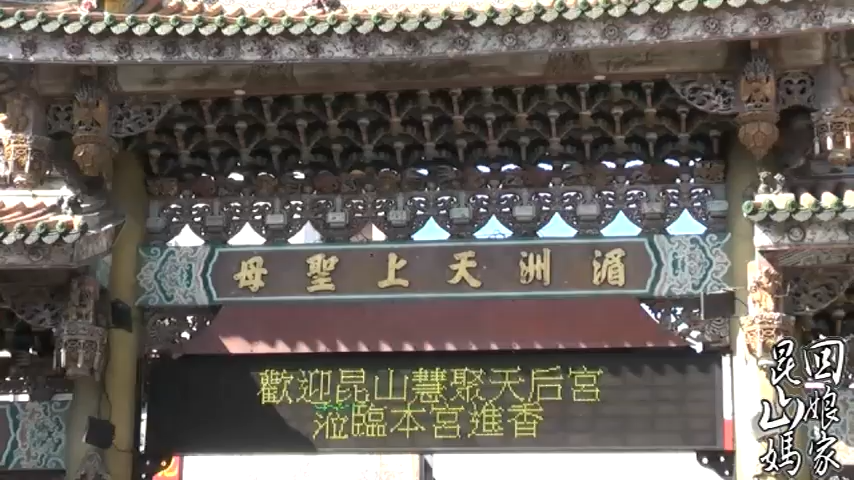 湄洲天上聖母
歡迎昆山慧聚天后宮
蒞臨本宮進香
回娘家
昆山媽